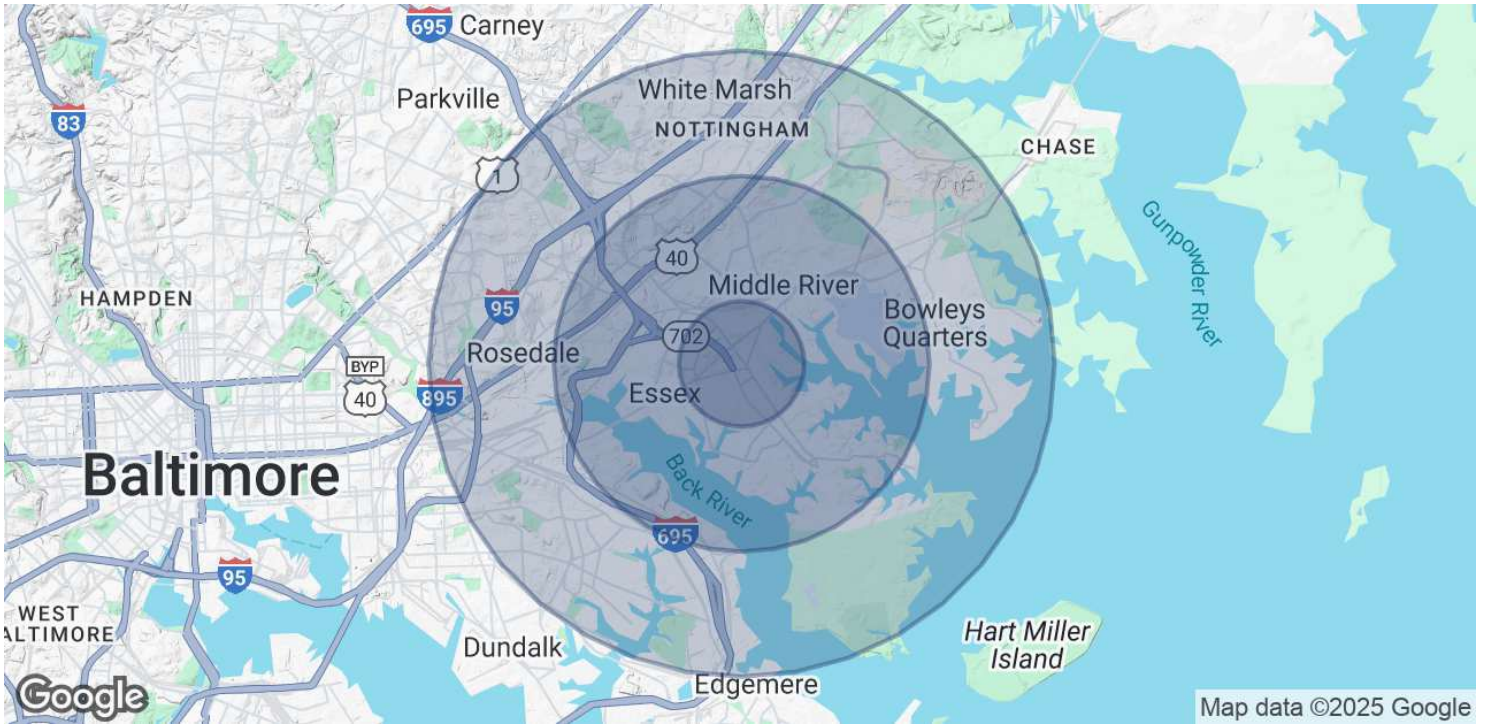 695
Carney
White Marsh
Parkville
83
NOTTINGHAM
CHASE
1
Gunpowder River
40
Middle River
HAMPDEN
95
Bowleys
Quarters
702
Rosedale
BYP
40
895
Essex
Baltimore
Back River
695
95
WEST
ALTIMORE
Hart Miller
Island
Dundalk
Edgemere
Google
Map data ©2025 Google